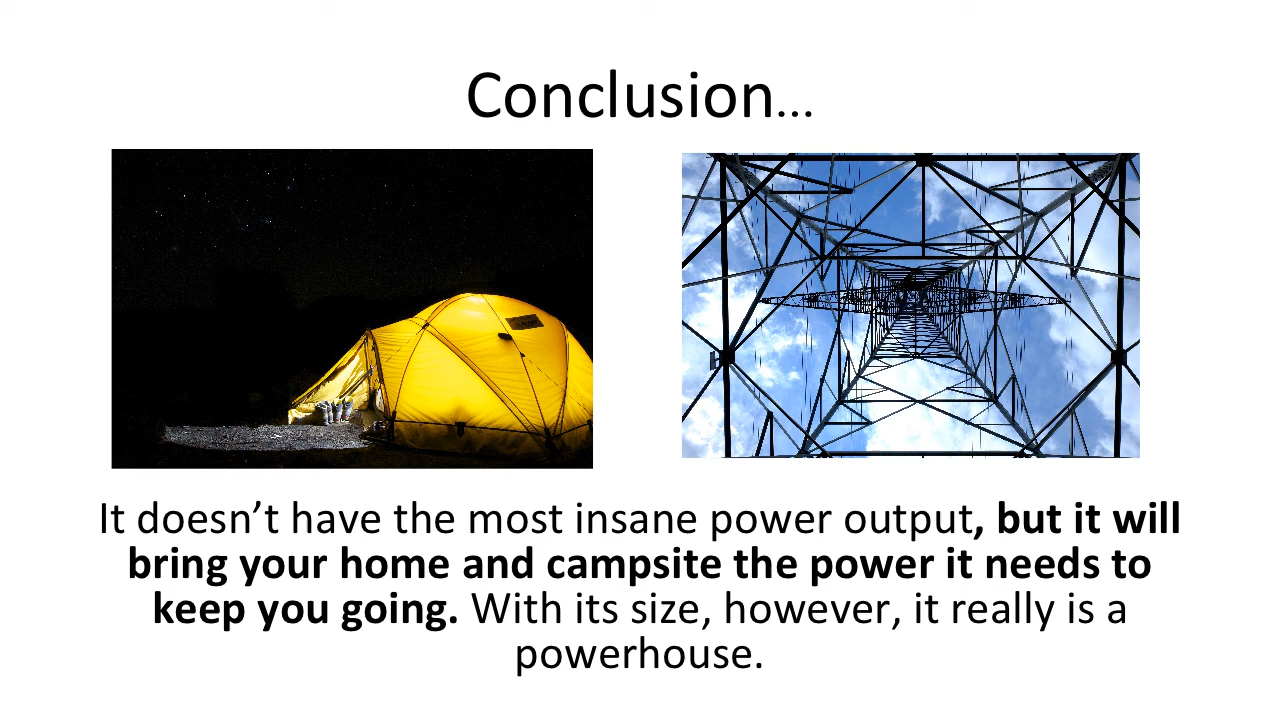 Conclusion…
It doesn’t have the most insane power output, but it will
bring your home and campsite the power it needs to
keep you going. With its size, however, it really is a
powerhouse.